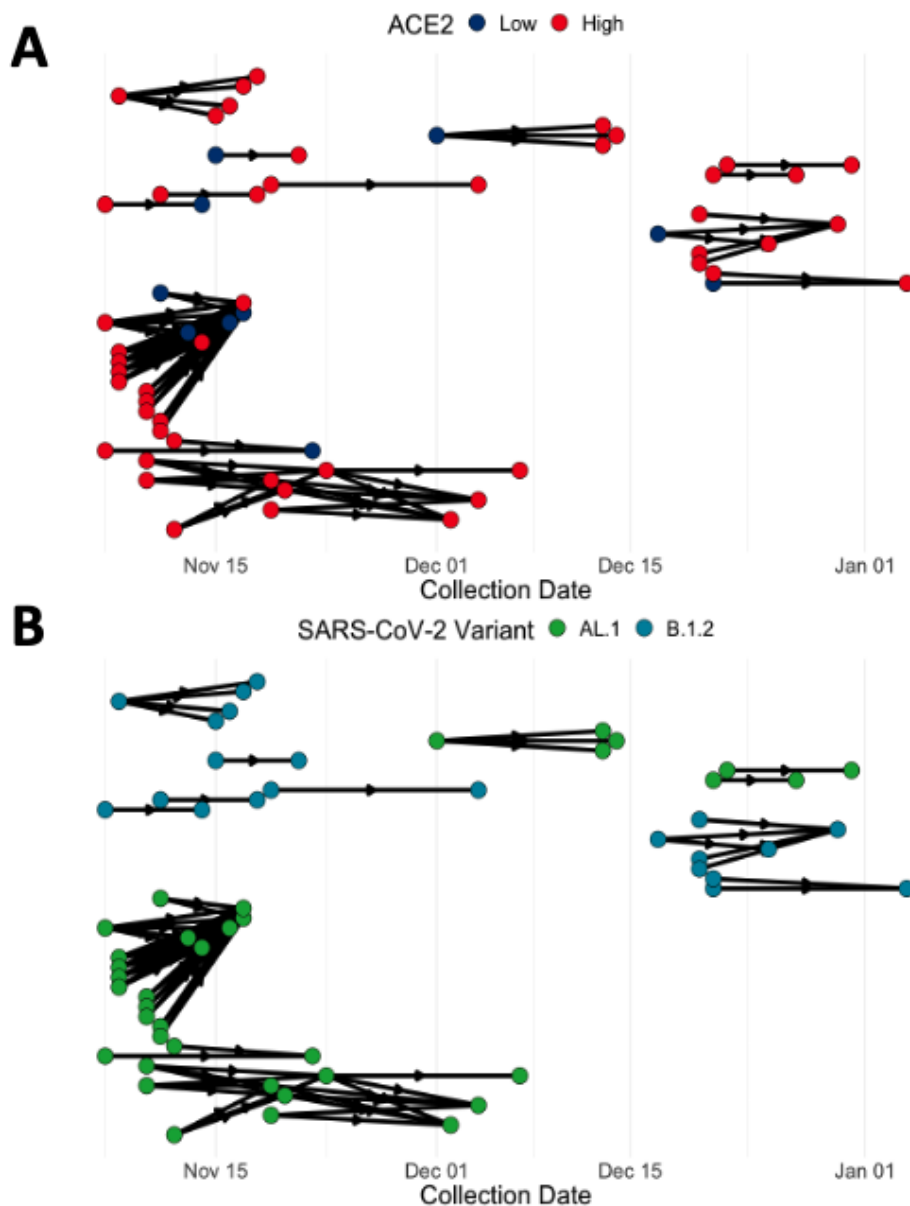 A
ACE2 Low High
Nov 15 Dec 01 Dec 15 Jan 01
Collection Date
B
SARS-CoV-2 Variant AL.1 B.1.2
Nov 15 Dec 01 Dec 15 Jan 01
Collection Date